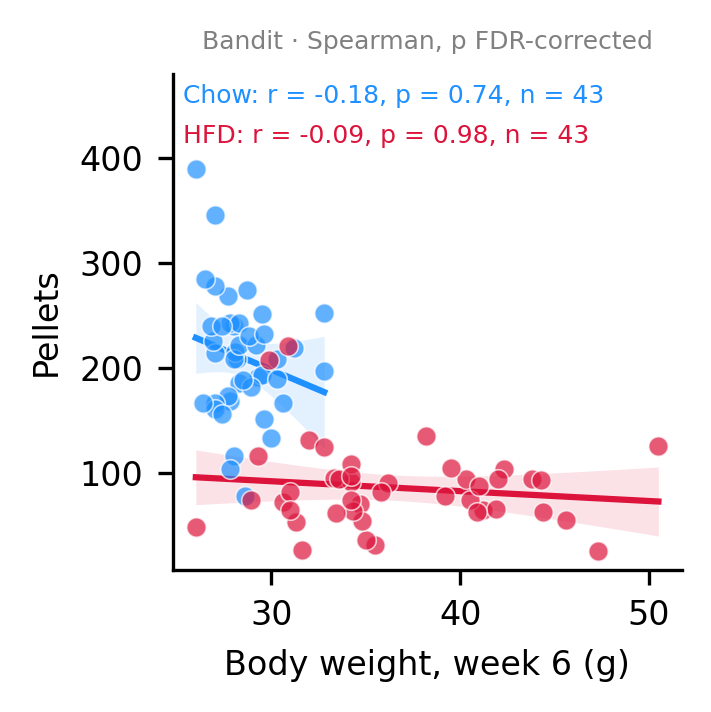 Bandit · Spearman, p FDR-corrected
Chow: r = -0.18, p = 0.74, n = 43
HFD: r = -0.09, p = 0.98, n = 43
400
300
200
100
Pellets
30 40 50
Body weight, week 6 (g)